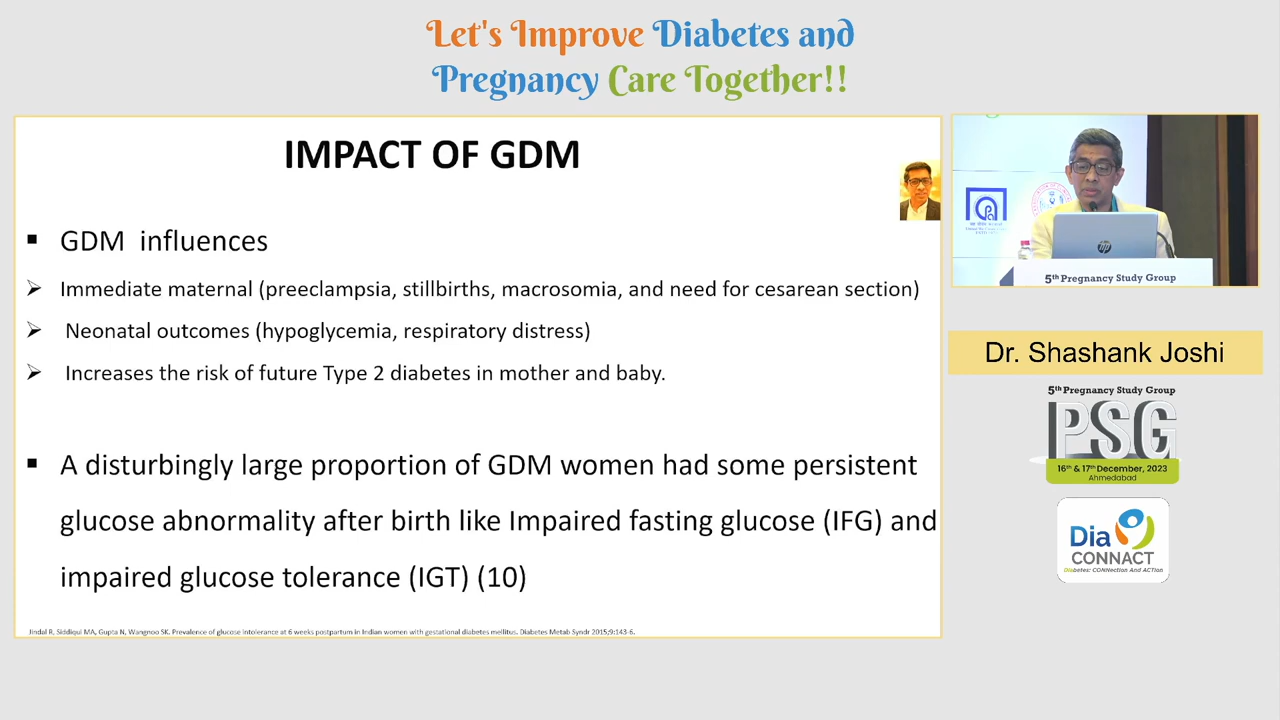 Let's Improve Diabetes and
Pregnancy Care Together!!
IMPACT OF GDM
▪ GDM influences
➢ Immediate maternal (preeclampsia, stillbirths, macrosomia, and need for cesarean section)
➢ Neonatal outcomes (hypoglycemia, respiratory distress)
➢ Increases the risk of future Type 2 diabetes in mother and baby.
▪ A disturbingly large proportion of GDM women had some persistent
glucose abnormality after birth like Impaired fasting glucose (IFG) and
impaired glucose tolerance (IGT) (10)
Jindal R, Siddiqui MA, Gupta N, Wangnoo SK. Prevalence of glucose intolerance at 6 weeks postpartum in Indian women with gestational diabetes mellitus. Diabetes Metab Syndr 2015;9:143-6.
hp
5th Pregnancy Study Group
Dr. Shashank Joshi
5th Pregnancy Study Group
PSG
16th & 17th December, 2023
Ahmedabad
Dia
CONNACT
Diabetes: CONNection And ACTion